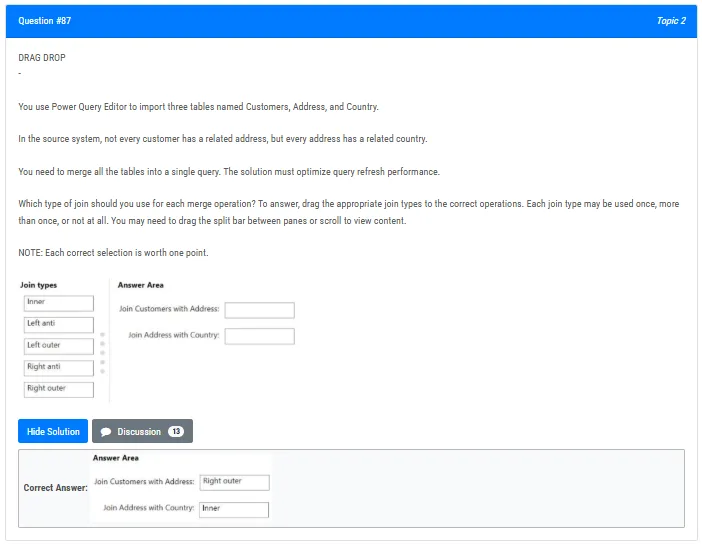 Question #87
Topic 2
DRAG DROP
-
You use Power Query Editor to import three tables named Customers, Address, and Country.
In the source system, not every customer has a related address, but every address has a related country.
You need to merge all the tables into a single query. The solution must optimize query refresh performance.
Which type of join should you use for each merge operation? To answer, drag the appropriate join types to the correct operations. Each join type may be used once, more
than once, or not at all. You may need to drag the split bar between panes or scroll to view content.
NOTE: Each correct selection is worth one point.
Join types
Inner
Left anti
Left outer
Right anti
Right outer
Answer Area
Join Customers with Address:
Join Address with Country:
Hide Solution
Discussion 13
Correct Answer:
Answer Area
Join Customers with Address: Right outer
Join Address with Country: Inner